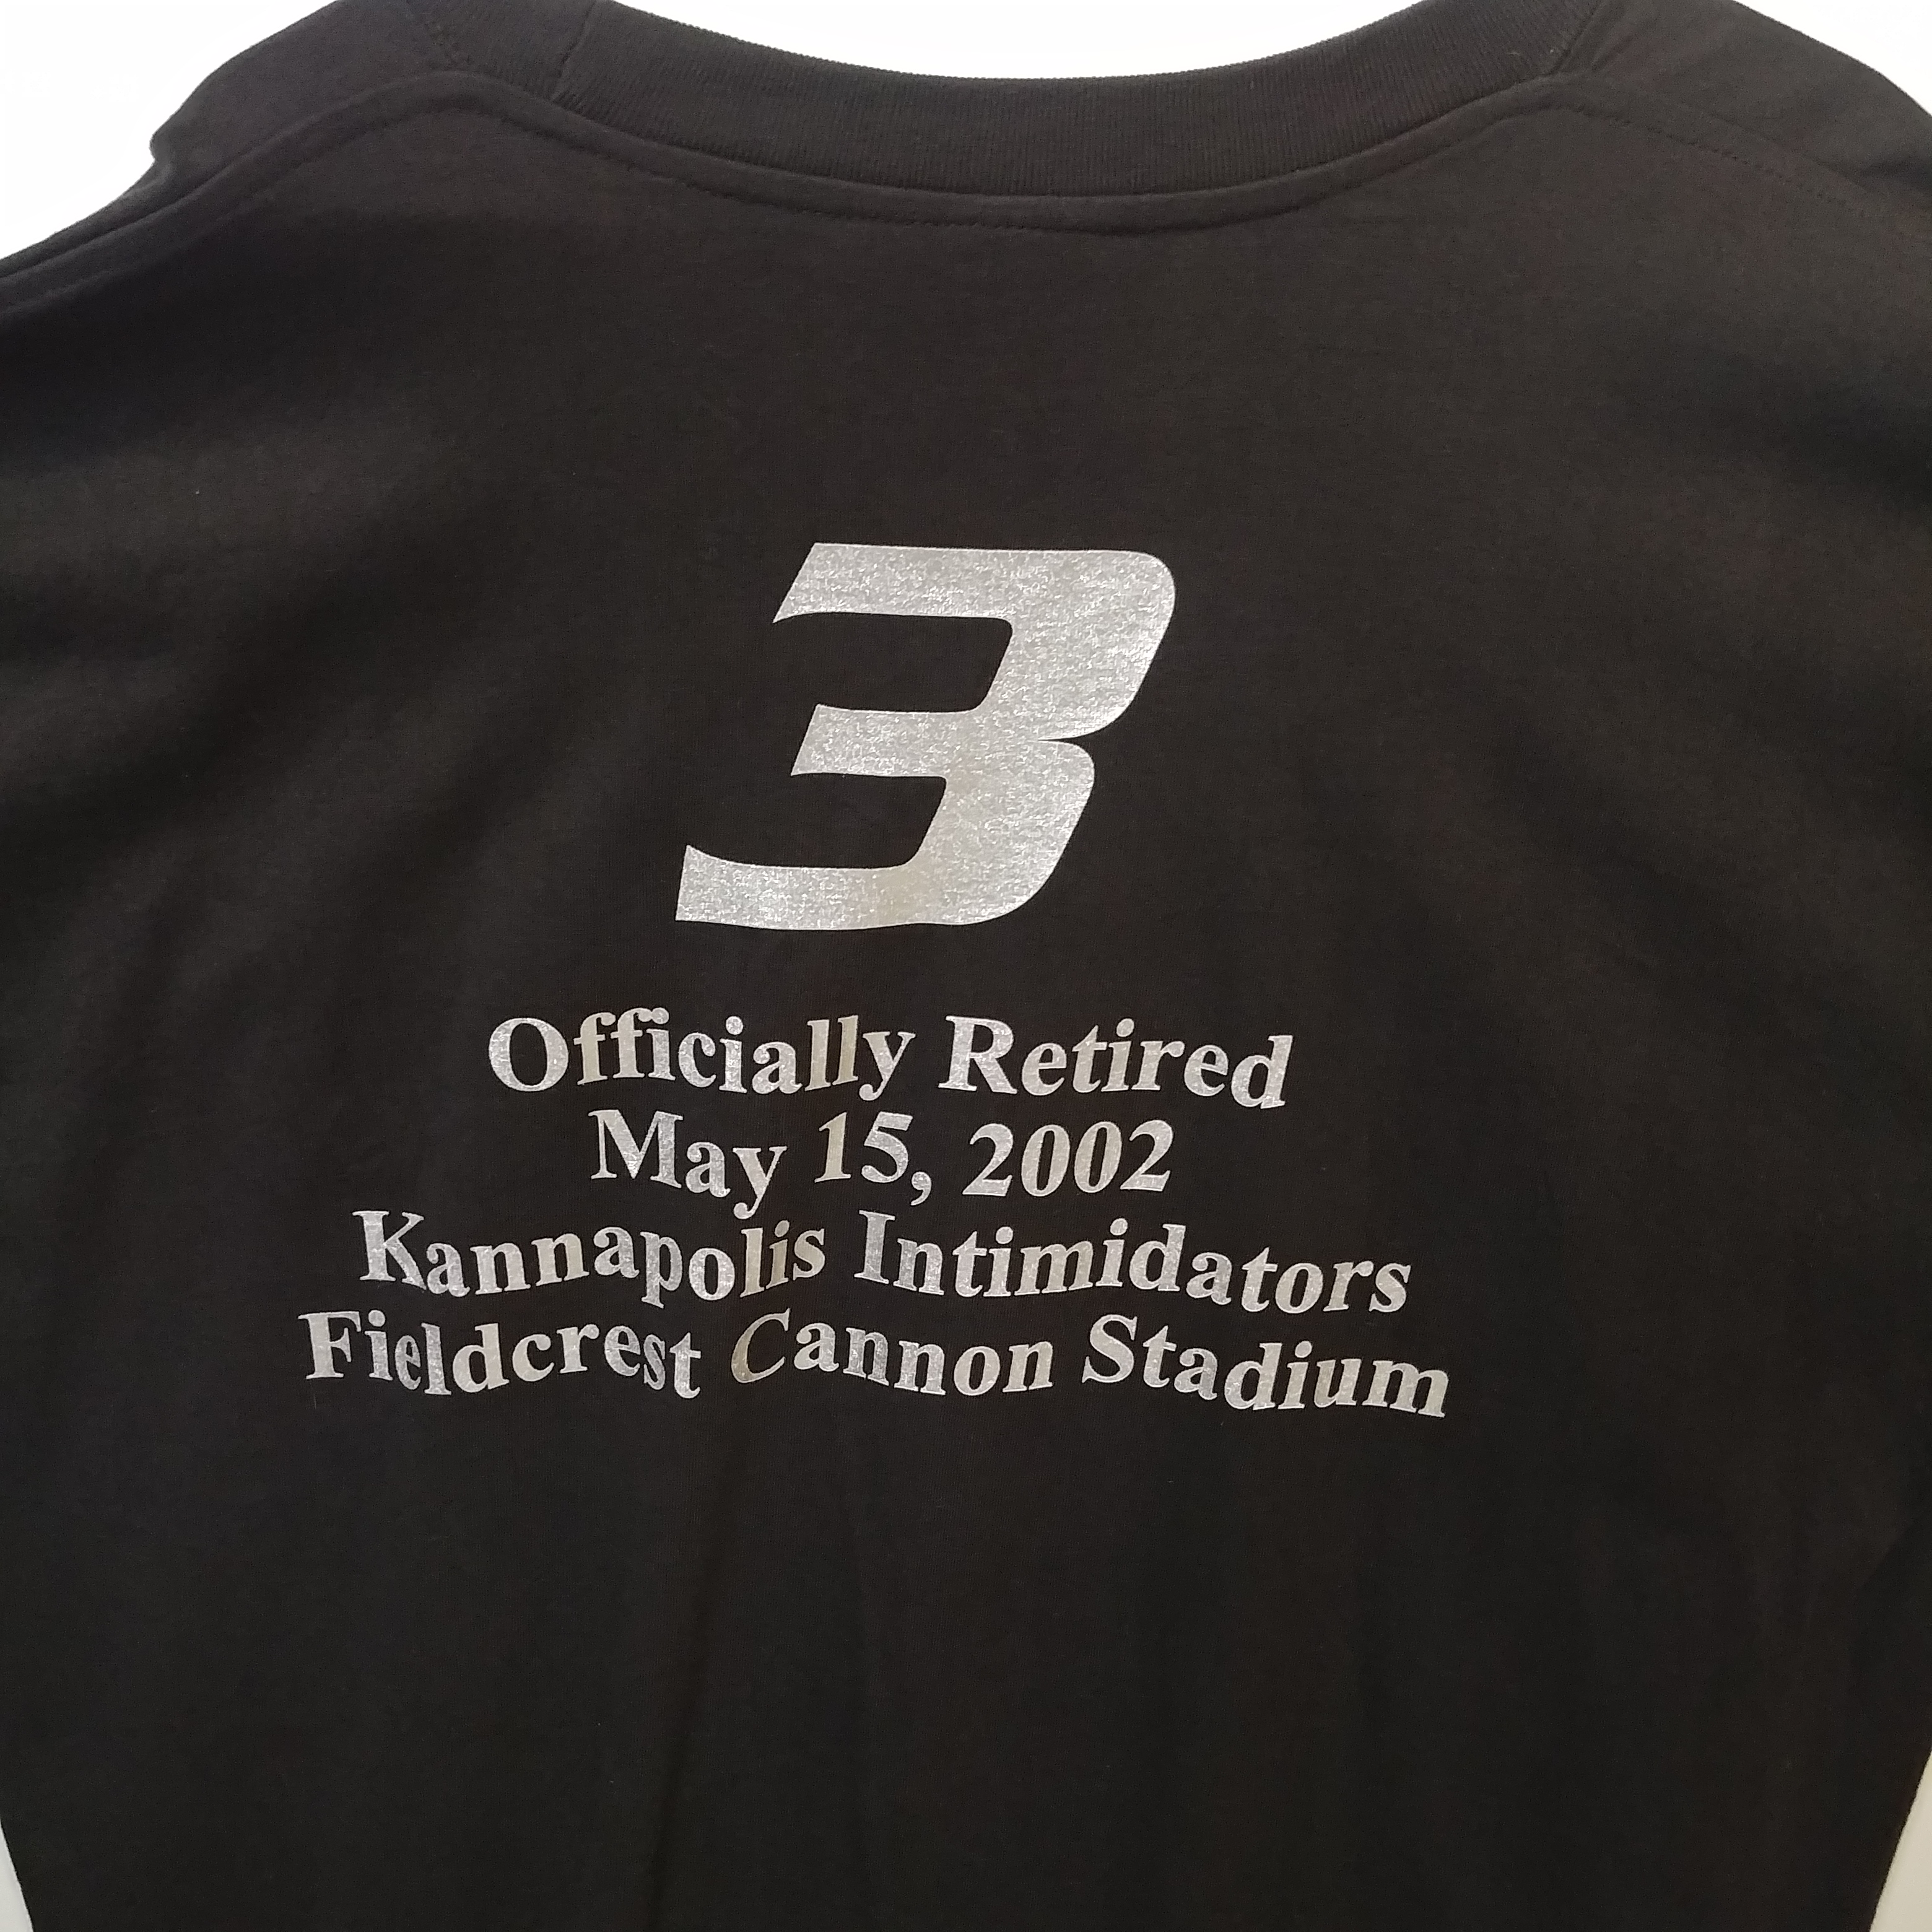 3
Officially Retired
May 15, 2002
Kannapolis Intimidators
Fieldcrest Cannon Stadium